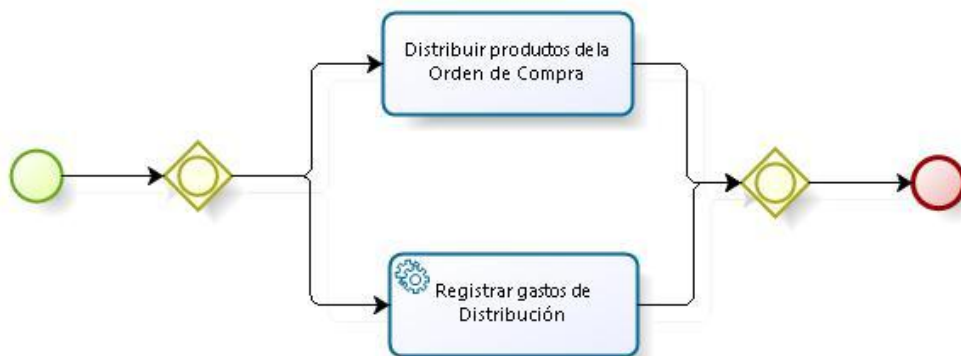 Distribuir productos de la
Orden de Compra
Registrar gastos de
Distribución